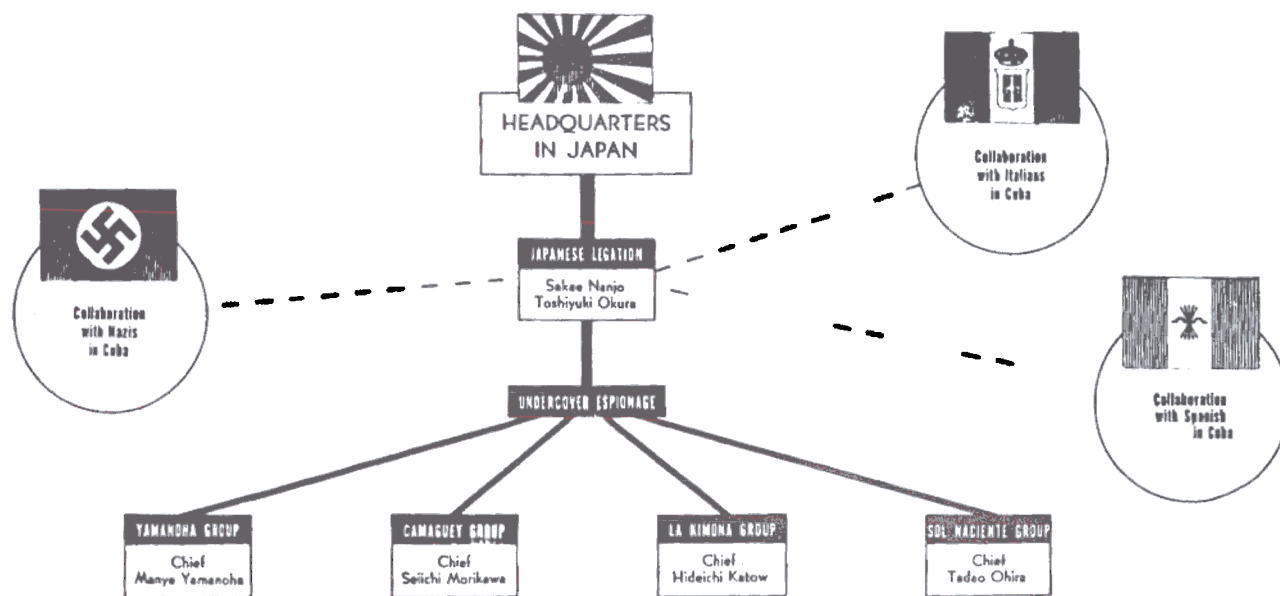 HEADQUARTERS
IN JAPAN
Collaboration
with Italians
in Cuba
JAPANESE LEGATION
Sakae Nanjo
Toshiyuki Okura
Collaboration
with Nazis
in Cuba
Collaboration
with Spanish
in Cuba
UNDERCOVER ESPIONAGE
YAMANOHA GROUP
Chief
Manye Yamanoha
CAMAGUEY GROUP
Chief
Seiichi Morikawa
LA KIMONA GROUP
Chief
Hideichi Katow
SOL NACIENTE GROUP
Chief
Tadao Ohira